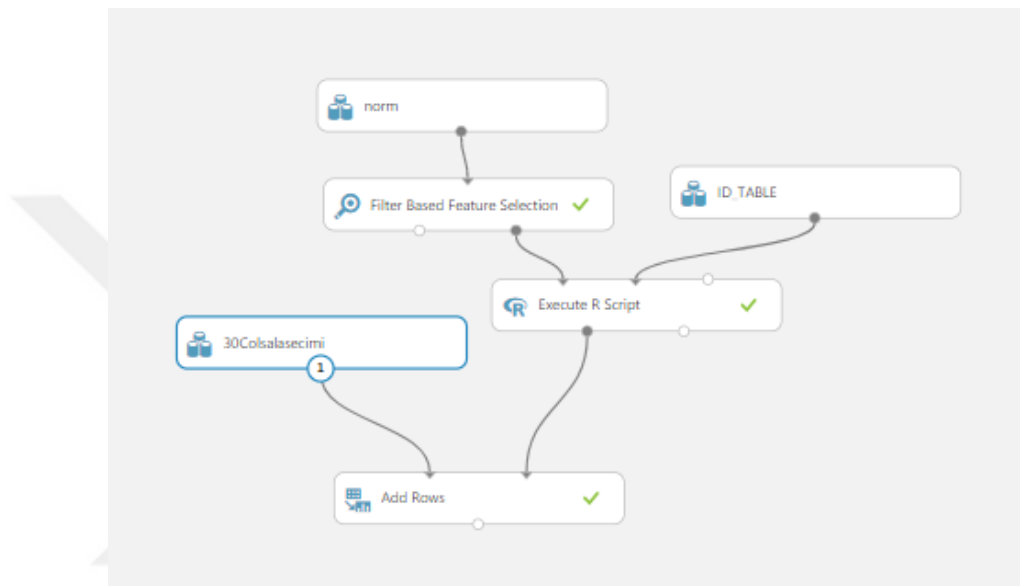 norm
Filter Based Feature Selection
ID_TABLE
R Execute R Script
30Colsalasecimi
1
Add Rows